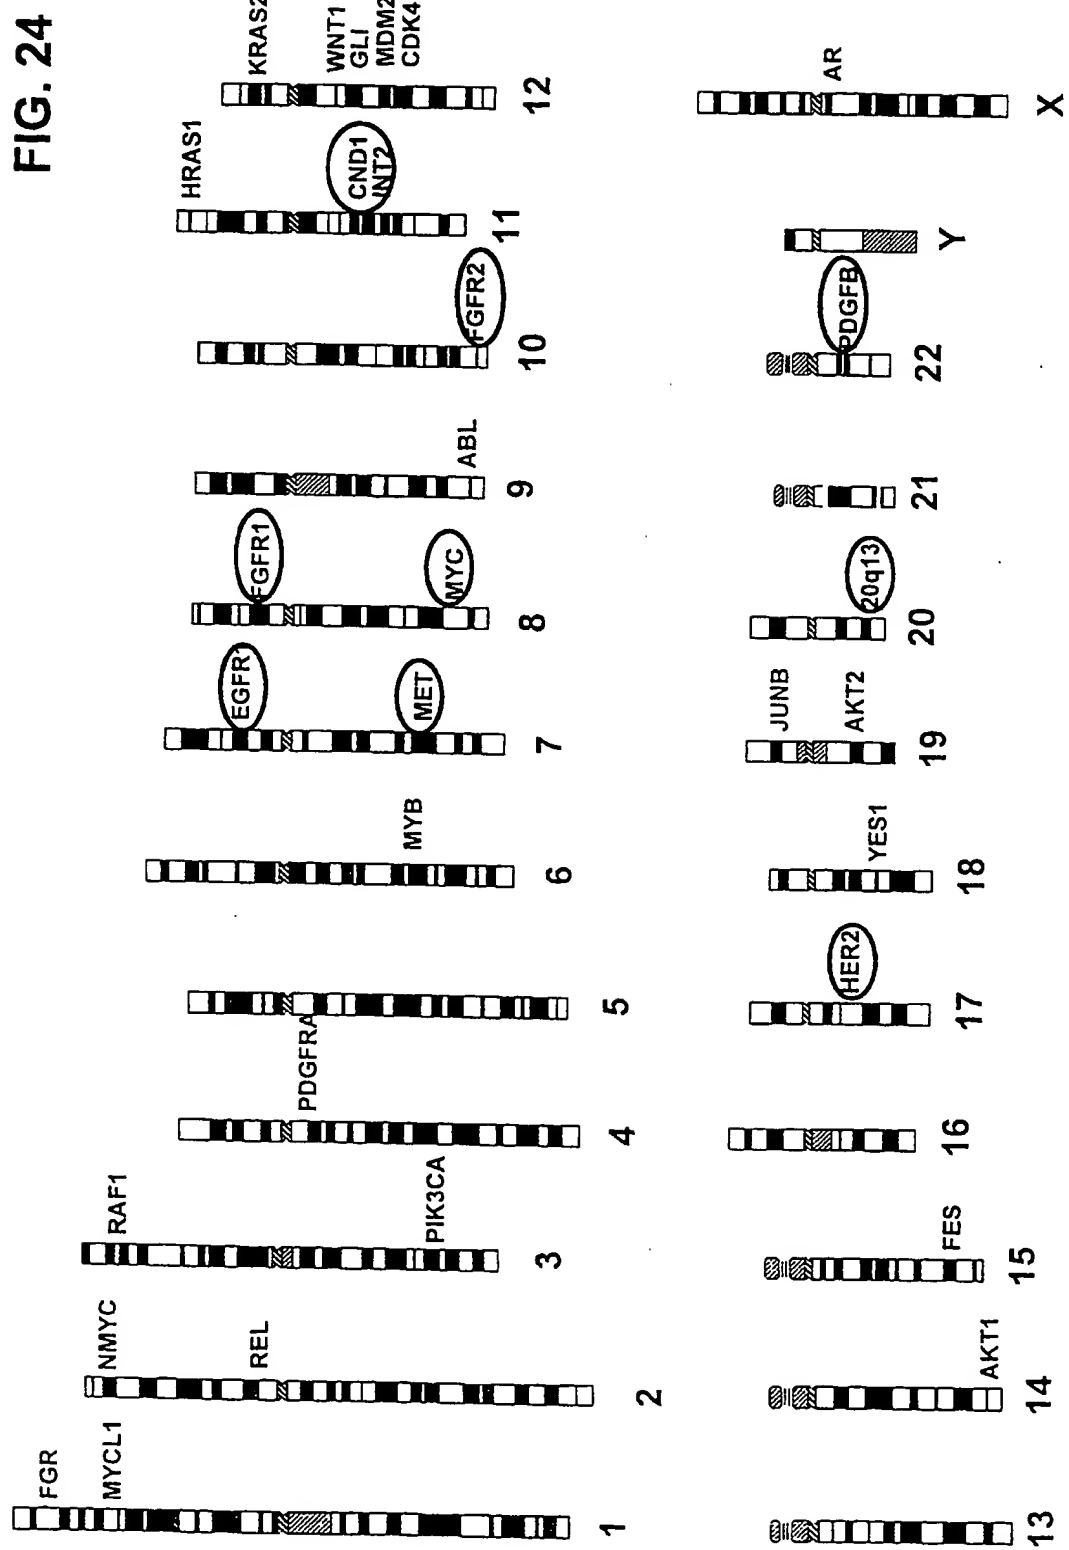 FIG. 24
FGR
MYCL1
1
NMYC
REL
2
RAF1
PIK3CA
3
PDGFRA
4
5
MYB
6
EGFR1
MET
7
FGFR1
MYC
8
ABL
9
FGFR2
10
HRAS1
CND1
INT2
11
KRAS2
WNT1
GLI
MDM2
CDK4
12
13
AKT1
14
FES
15
16
HER2
17
YES1
18
JUNB
AKT2
19
20q13
20
21
PDGFB
22
Y
AR
X